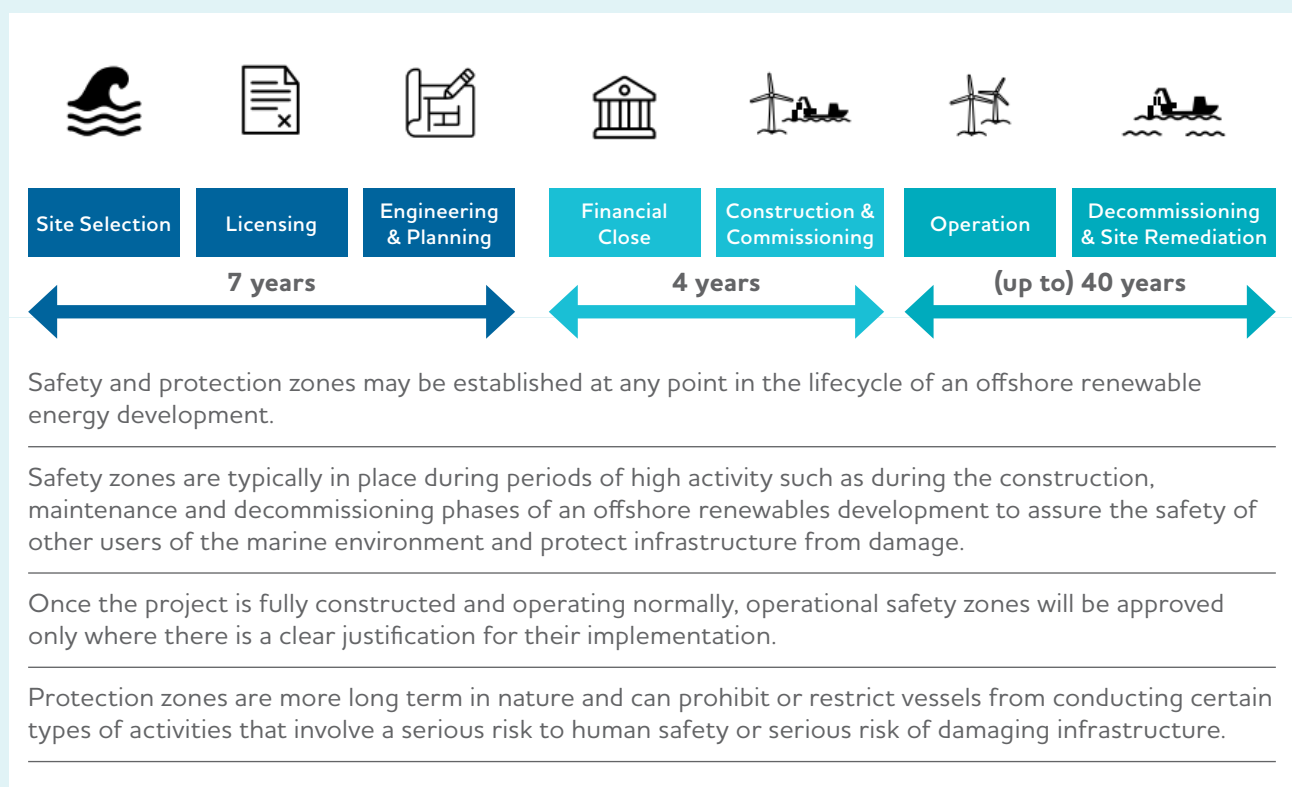 Site Selection
Licensing
Engineering
& Planning
Financial
Close
Construction &
Commissioning
Operation
Decommissioning
& Site Remediation
7 years
4 years
(up to) 40 years
Safety and protection zones may be established at any point in the lifecycle of an offshore renewable
energy development.
Safety zones are typically in place during periods of high activity such as during the construction,
maintenance and decommissioning phases of an offshore renewables development to assure the safety of
other users of the marine environment and protect infrastructure from damage.
Once the project is fully constructed and operating normally, operational safety zones will be approved
only where there is a clear justification for their implementation.
Protection zones are more long term in nature and can prohibit or restrict vessels from conducting certain
types of activities that involve a serious risk to human safety or serious risk of damaging infrastructure.